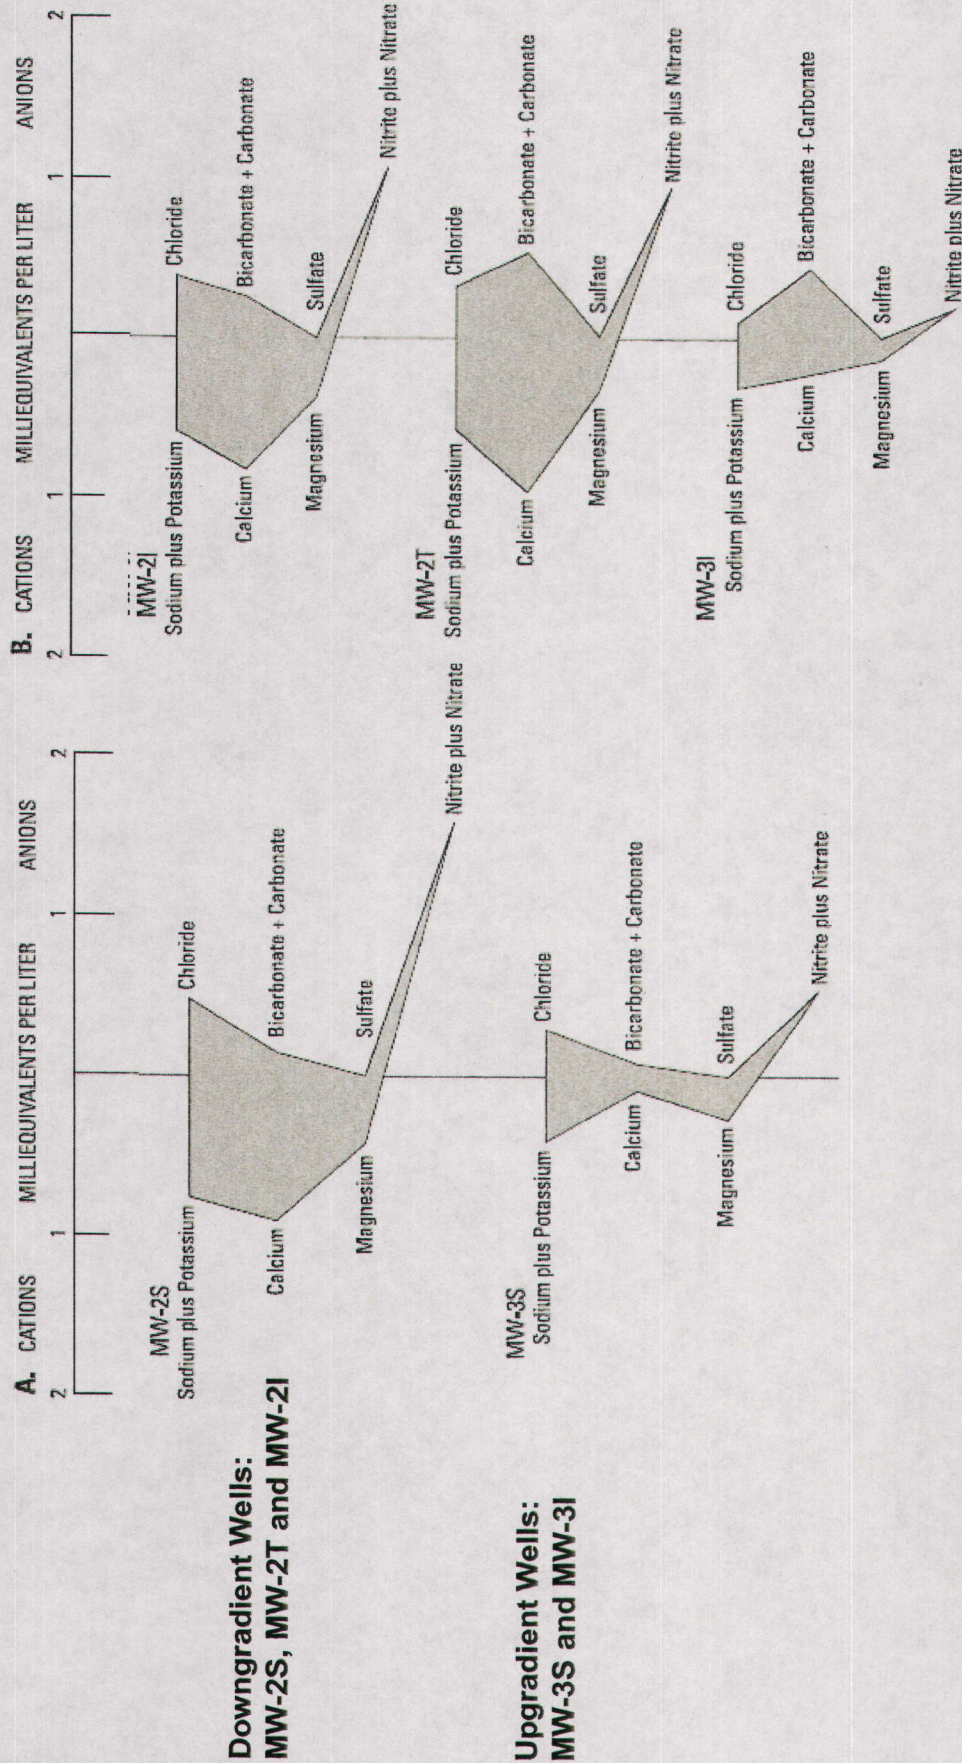 A. CATIONS MILLIEQUIVALENTS PER LITER ANIONS
2 1 1 2
Downgradient Wells:
MW-2S, MW-2T and MW-2I
MW-2S
Sodium plus Potassium Chloride
Calcium Bicarbonate + Carbonate
Magnesium Sulfate
Nitrite plus Nitrate
Upgradient Wells:
MW-3S and MW-3I
MW-3S
Sodium plus Potassium Chloride
Calcium Bicarbonate + Carbonate
Magnesium Sulfate
Nitrite plus Nitrate
B. CATIONS MILLIEQUIVALENTS PER LITER ANIONS
2 1 1 2
MW-2I
Sodium plus Potassium Chloride
Calcium Bicarbonate + Carbonate
Magnesium Sulfate
Nitrite plus Nitrate
MW-2T
Sodium plus Potassium Chloride
Calcium Bicarbonate + Carbonate
Magnesium Sulfate
Nitrite plus Nitrate
MW-3I
Sodium plus Potassium Chloride
Calcium Bicarbonate + Carbonate
Magnesium Sulfate
Nitrite plus Nitrate